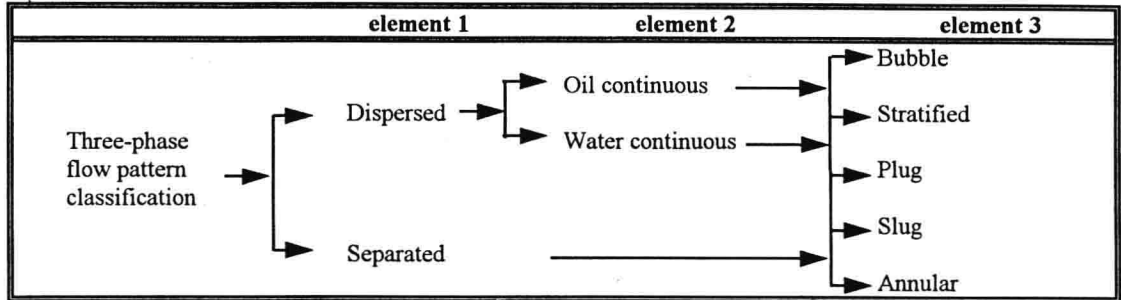 element 1 element 2 element 3
Bubble
Oil continuous
Dispersed
Stratified
Water continuous
Three-phase
flow pattern
classification
Plug
Slug
Separated
Annular